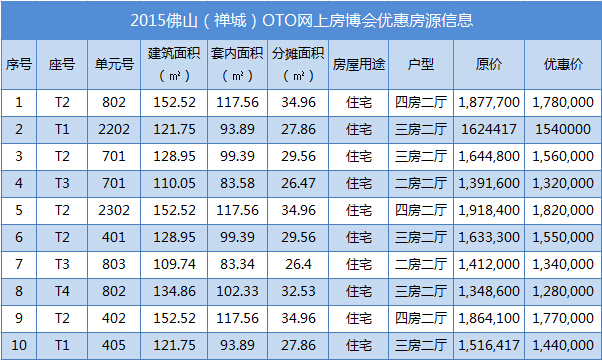 2015佛山（禅城）OTO网上房博会优惠房源信息
序号 座号 单元号 建筑面积（㎡） 套内面积（㎡） 分摊面积（㎡） 房屋用途 户型 原价 优惠价
1 T2 802 152.52 117.56 34.96 住宅 四房二厅 1,877,700 1,780,000
2 T1 2202 121.75 93.89 27.86 住宅 三房二厅 1624417 1540000
3 T2 701 128.95 99.39 29.56 住宅 三房二厅 1,644,800 1,560,000
4 T3 701 110.05 83.58 26.47 住宅 二房二厅 1,391,600 1,320,000
5 T2 2302 152.52 117.56 34.96 住宅 四房二厅 1,918,400 1,820,000
6 T2 401 128.95 99.39 29.56 住宅 三房二厅 1,633,300 1,550,000
7 T3 803 109.74 83.34 26.4 住宅 二房二厅 1,412,000 1,340,000
8 T4 802 134.86 102.33 32.53 住宅 三房二厅 1,348,600 1,280,000
9 T2 402 152.52 117.56 34.96 住宅 四房二厅 1,864,100 1,770,000
10 T1 405 121.75 93.89 27.86 住宅 三房二厅 1,516,417 1,440,000